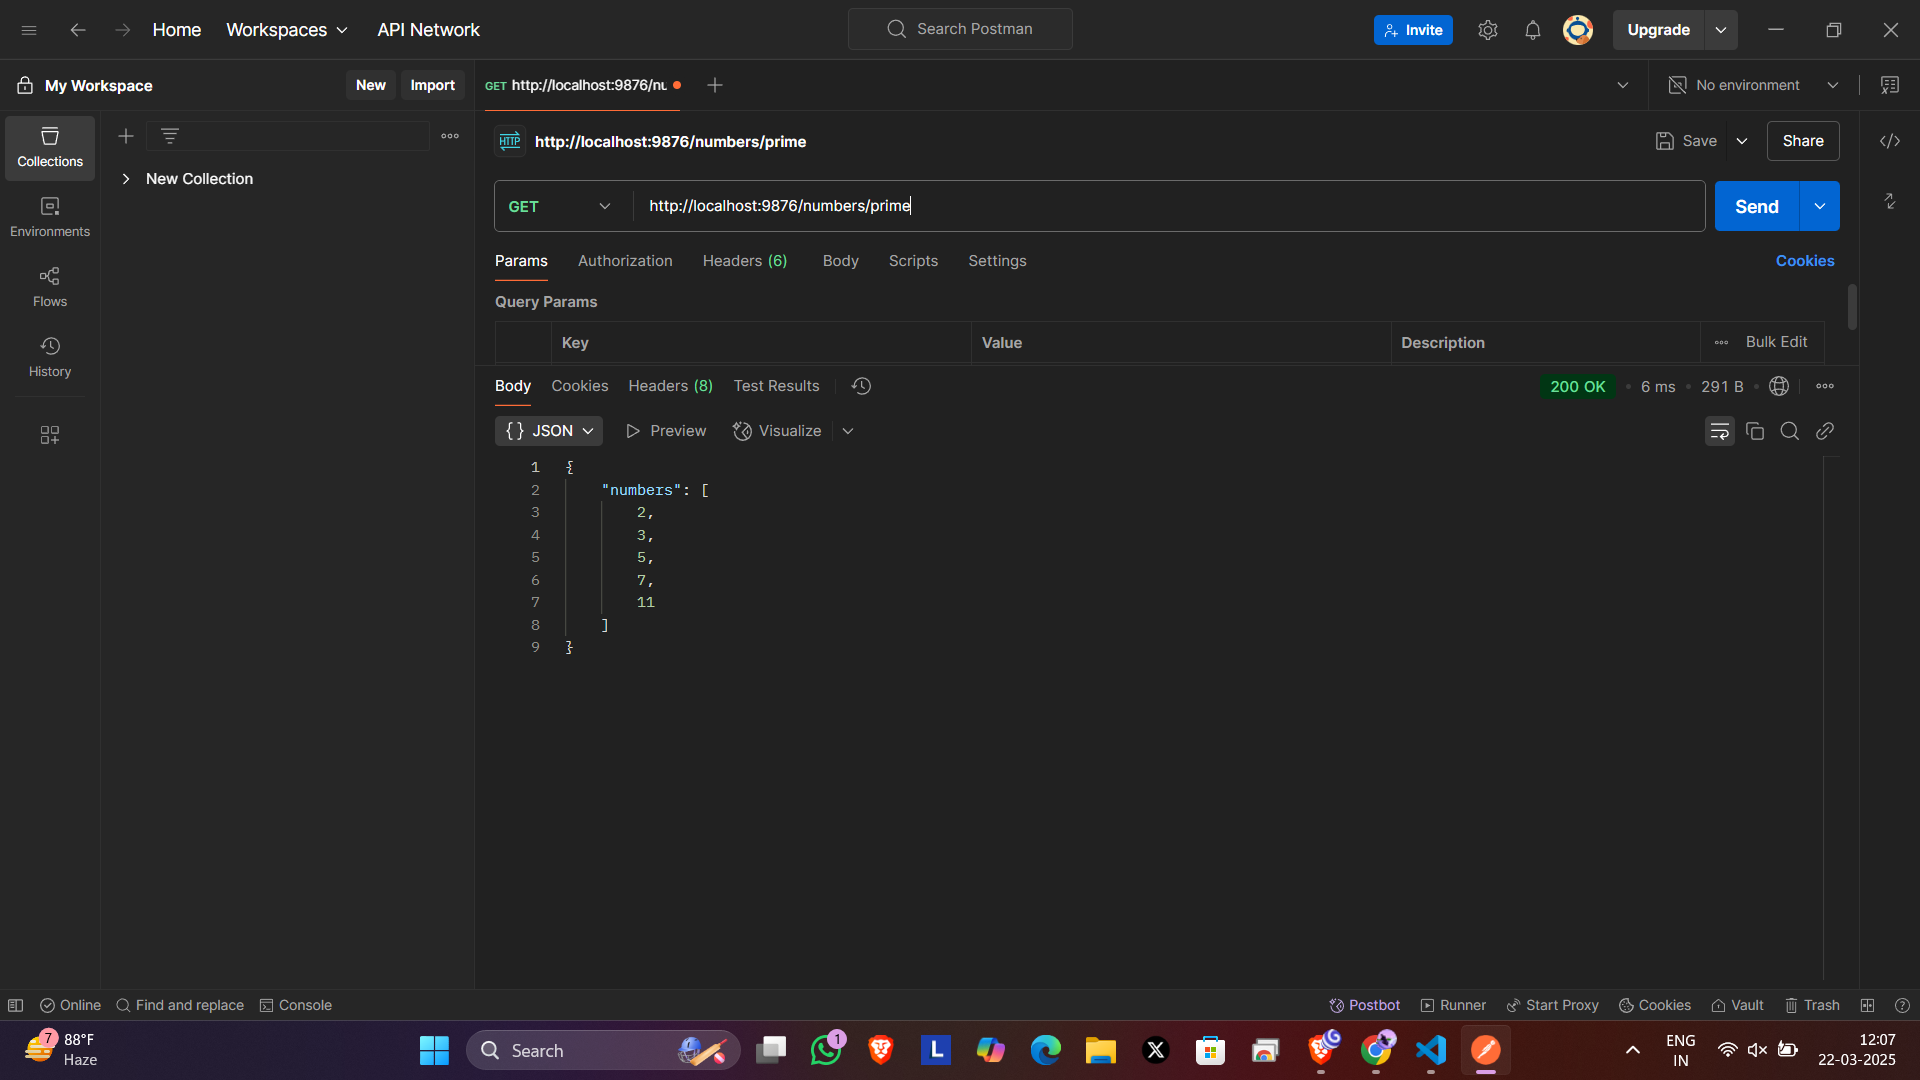 Home Workspaces API Network Search Postman Invite Upgrade
My Workspace New Import GET http://localhost:9876/nu No environment
HTTP http://localhost:9876/numbers/prime Save Share
Collections
New Collection
GET http://localhost:9876/numbers/prime Send
Environments
Params Authorization Headers (6) Body Scripts Settings Cookies
Flows
Query Params
Key Value Description Bulk Edit
History
Body Cookies Headers (8) Test Results 200 OK 6 ms 291 B
{} JSON Preview Visualize
1 {
2 "numbers": [
3 2,
4 3,
5 5,
6 7,
7 11
8 ]
9 }
Online Find and replace Console Postbot Runner Start Proxy Cookies Vault Trash
7 88°F
Haze
Search
1
L
X
ENG
IN
12:07
22-03-2025